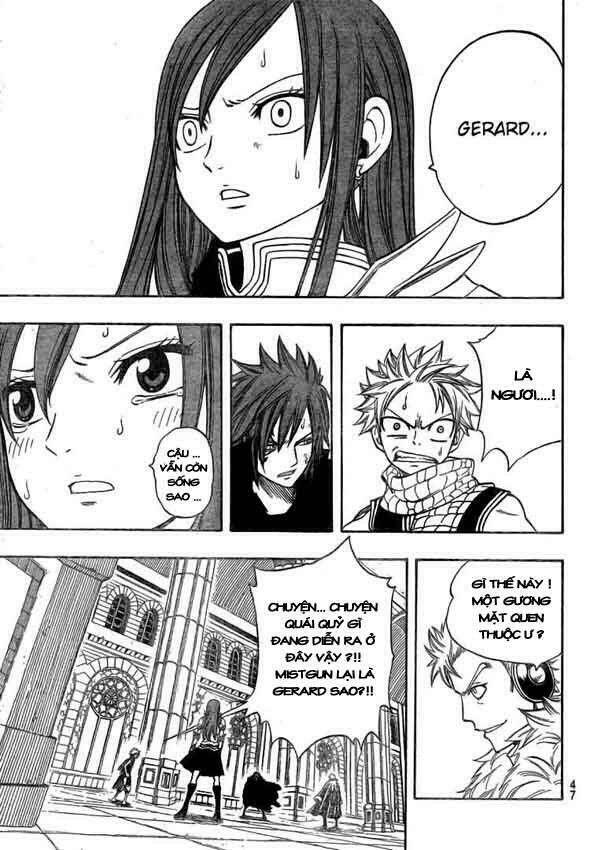 GERARD...
LÀ
NGƯƠI....!
CẬU ...
VẪN CÒN
SỐNG
SAO ...
GÌ THẾ NÀY !
MỘT GƯƠNG
MẶT QUEN
THUỘC Ư ?
CHUYỆN... CHUYỆN
QUÁI QUỶ GÌ
ĐANG DIỄN RA Ở
ĐÂY VẬY ?!!
MISTGUN LẠI LÀ
GERARD SAO?!!
47